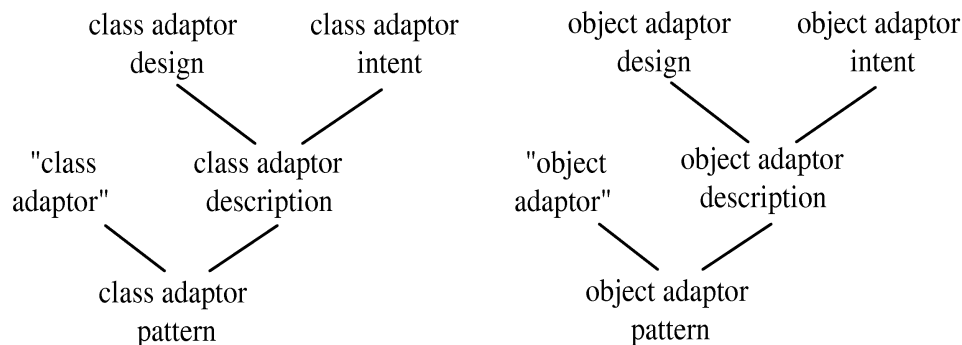 class adaptor
design
class adaptor
intent
"class
adaptor"
class adaptor
description
class adaptor
pattern
object adaptor
design
object adaptor
intent
"object
adaptor"
object adaptor
description
object adaptor
pattern